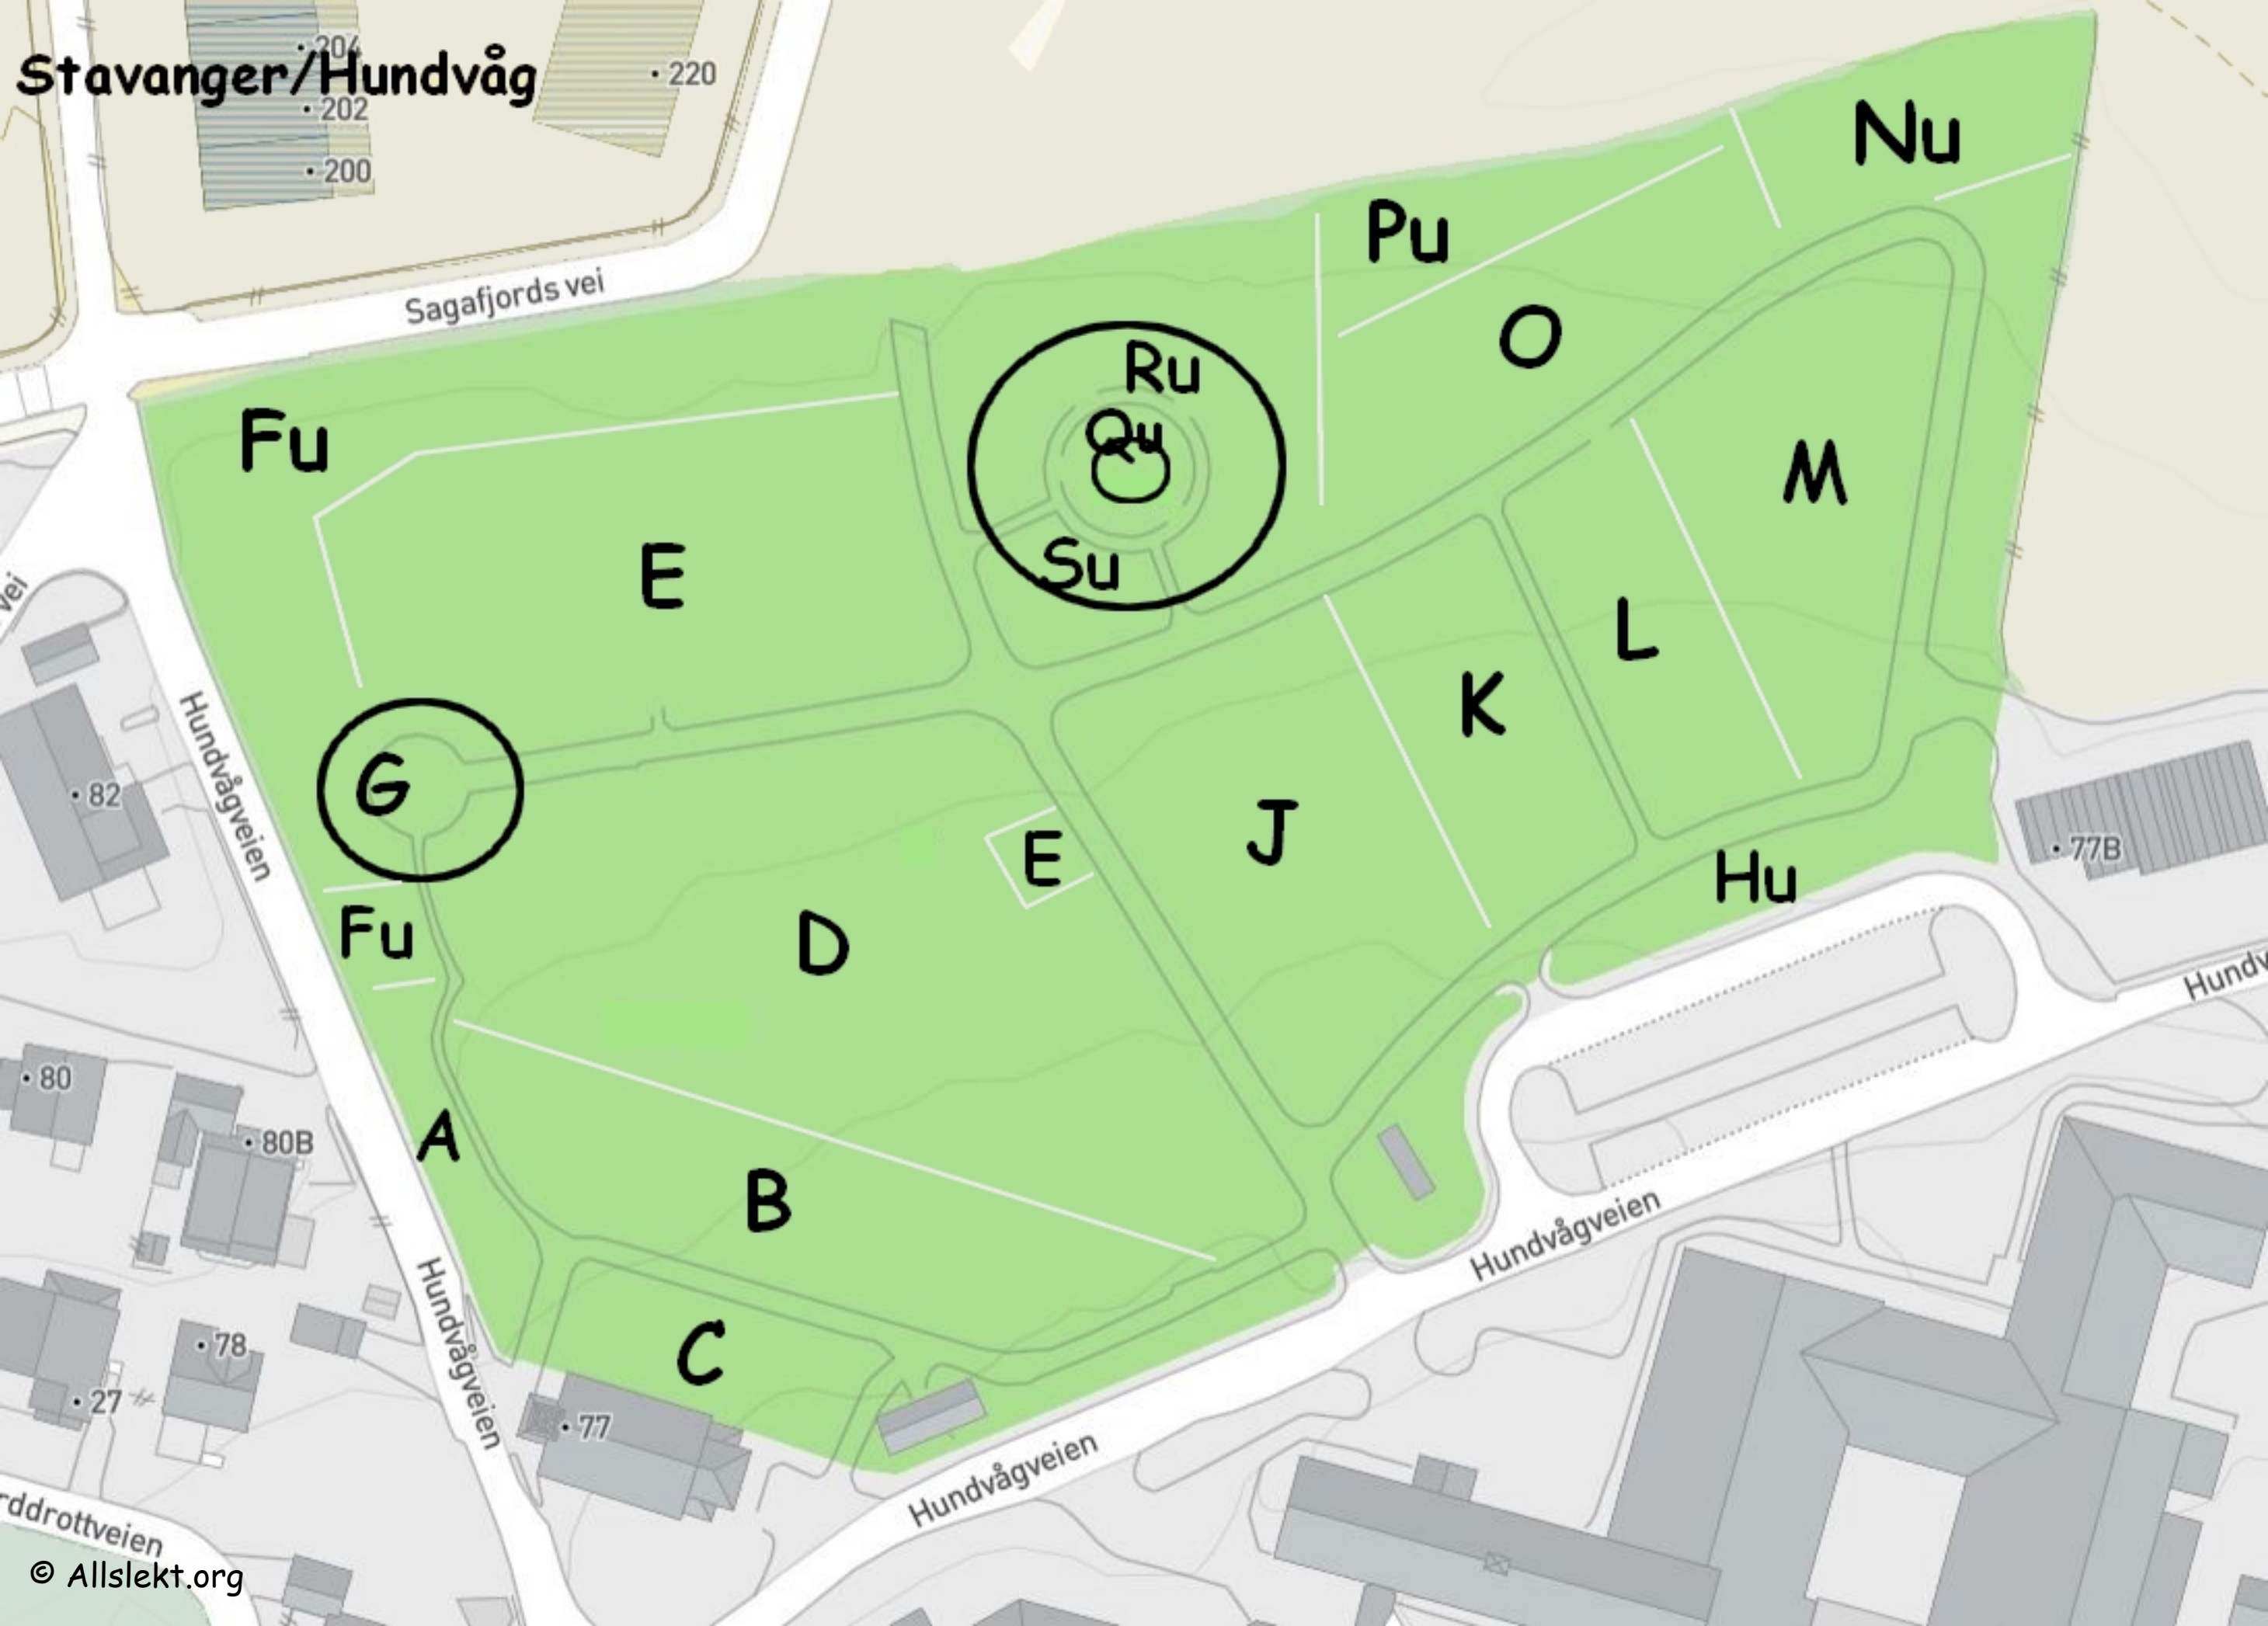 204
Stavanger/Hundvåg
220
202
200
Nu
Pu
Sagafjords vei
O
Ru
Fu
Qu
M
E
Su
vei
L
K
Hundvågveien
G
82
J
E
77B
Hu
Fu
D
Hundv
80
A
80B
B
Hundvågveien
Hundvågveien
78
C
27
77
Hundvågveien
rddrottveien
© Allslekt.org